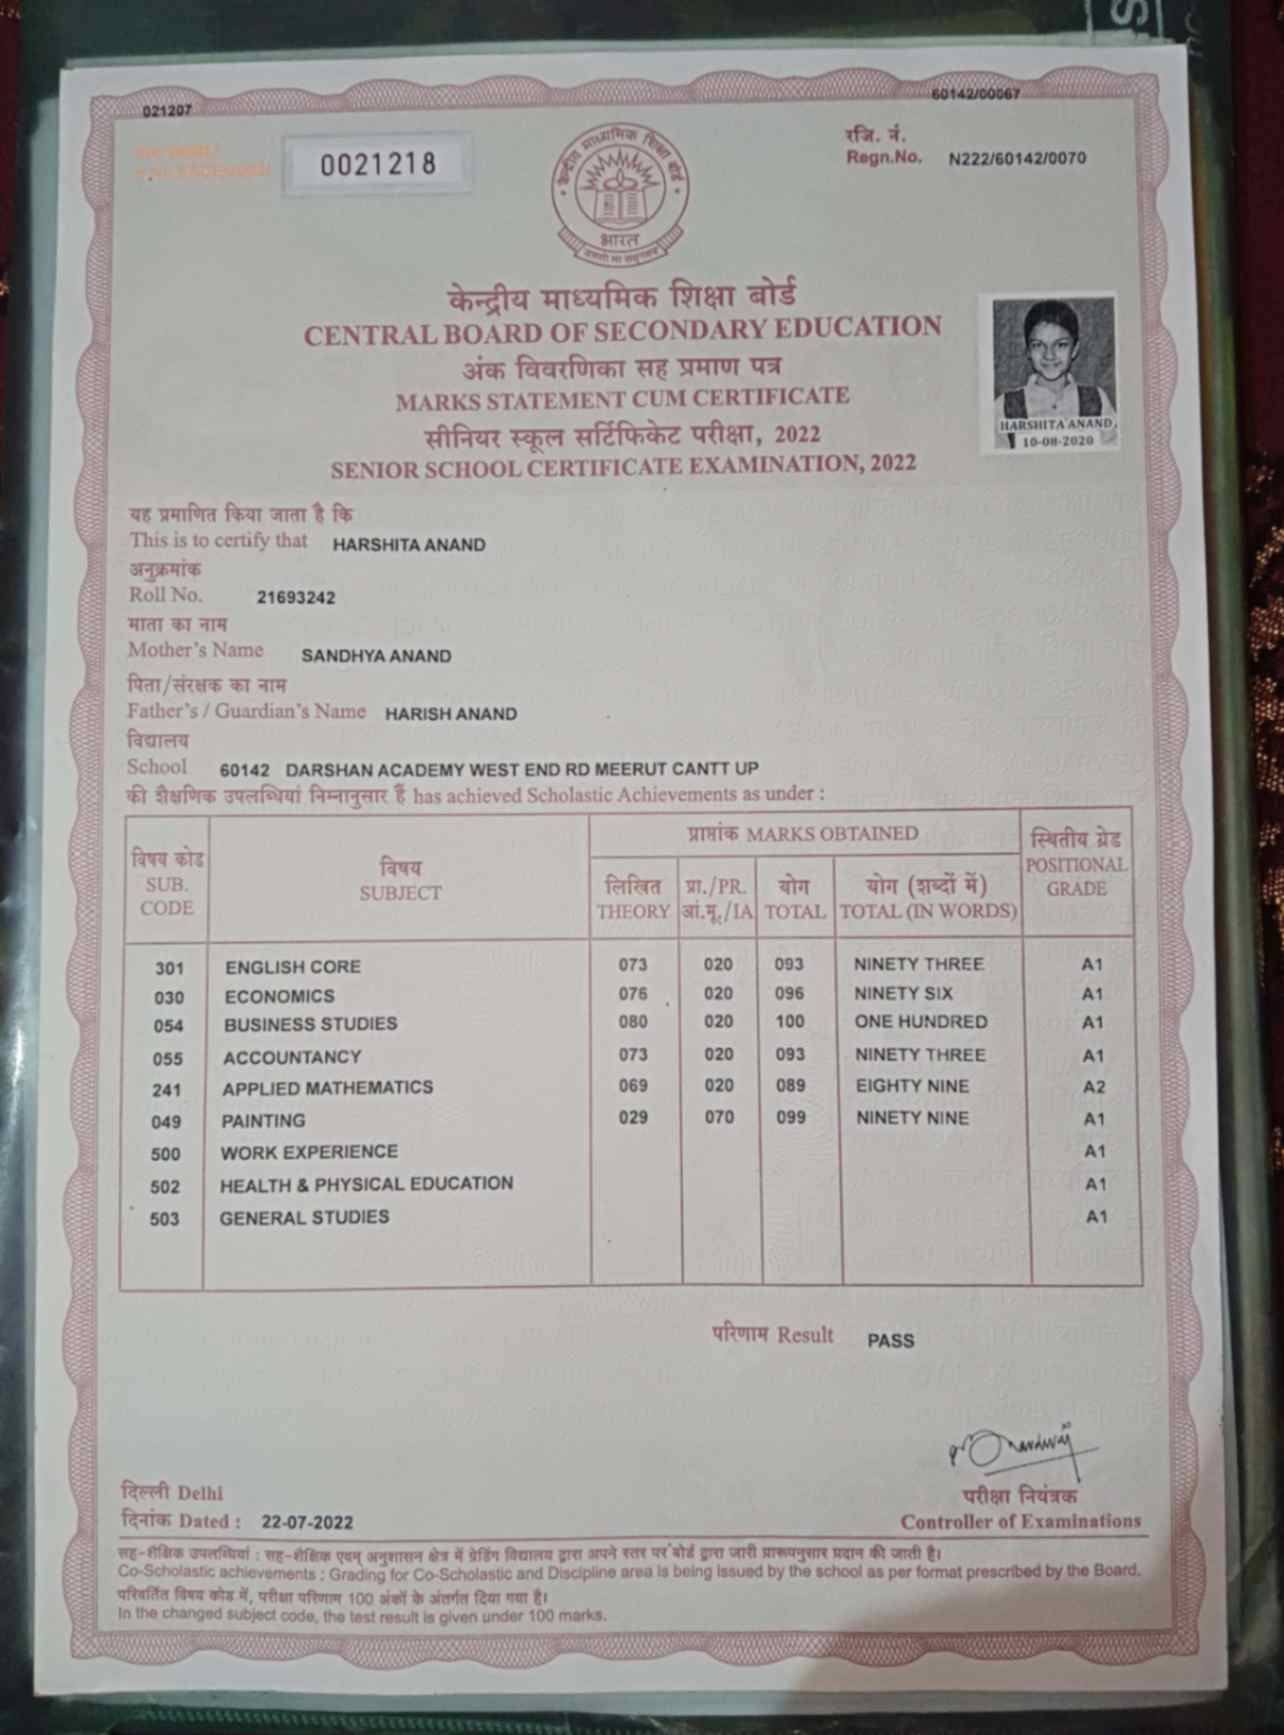 021207
60142/00067
0021218
रजि. नं.
Regn.No. N222/60142/0070
केन्द्रीय माध्यमिक शिक्षा बोर्ड
भारत
केन्द्रीय माध्यमिक शिक्षा बोर्ड
CENTRAL BOARD OF SECONDARY EDUCATION
अंक विवरणिका सह प्रमाण पत्र
MARKS STATEMENT CUM CERTIFICATE
सीनियर स्कूल सर्टिफिकेट परीक्षा, 2022
SENIOR SCHOOL CERTIFICATE EXAMINATION, 2022
HARSHITA ANAND
10-08-2020
यह प्रमाणित किया जाता है कि
This is to certify that HARSHITA ANAND
अनुक्रमांक
Roll No. 21693242
माता का नाम
Mother's Name SANDHYA ANAND
पिता/संरक्षक का नाम
Father's / Guardian's Name HARISH ANAND
विद्यालय
School 60142 DARSHAN ACADEMY WEST END RD MEERUT CANTT UP
की शैक्षणिक उपलब्धियां निम्नानुसार हैं has achieved Scholastic Achievements as under :
विषय कोड
SUB. CODE
विषय
SUBJECT
प्राप्तांक MARKS OBTAINED
लिखित
THEORY
प्रा./PR.
आं.मू./IA
योग
TOTAL
योग (शब्दों में)
TOTAL (IN WORDS)
स्थितीय ग्रेड
POSITIONAL
GRADE
301 ENGLISH CORE 073 020 093 NINETY THREE A1
030 ECONOMICS 076 020 096 NINETY SIX A1
054 BUSINESS STUDIES 080 020 100 ONE HUNDRED A1
055 ACCOUNTANCY 073 020 093 NINETY THREE A1
241 APPLIED MATHEMATICS 069 020 089 EIGHTY NINE A2
049 PAINTING 029 070 099 NINETY NINE A1
500 WORK EXPERIENCE A1
502 HEALTH & PHYSICAL EDUCATION A1
503 GENERAL STUDIES A1
परिणाम Result PASS
दिल्ली Delhi
दिनांक Dated : 22-07-2022
परीक्षा नियंत्रक
Controller of Examinations
सह-शैक्षिक उपलब्धियां : सह-शैक्षिक एवम् अनुशासन क्षेत्र में ग्रेडिंग विद्यालय द्वारा अपने स्तर पर बोर्ड द्वारा जारी प्रारूपनुसार प्रदान की जाती है।
Co-Scholastic achievements : Grading for Co-Scholastic and Discipline area is being issued by the school as per format prescribed by the Board.
परिवर्तित विषय कोड में, परीक्षा परिणाम 100 अंकों के अंतर्गत दिया गया है।
In the changed subject code, the test result is given under 100 marks.